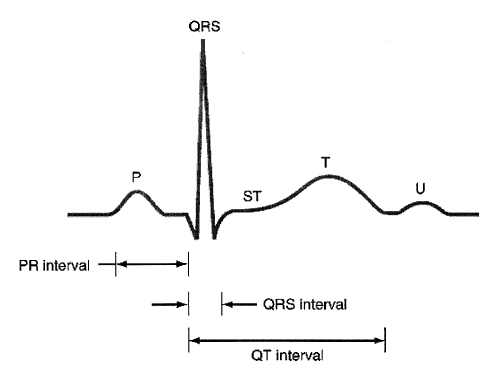 QRS
P
ST
T
U
PR interval
QRS interval
QT interval